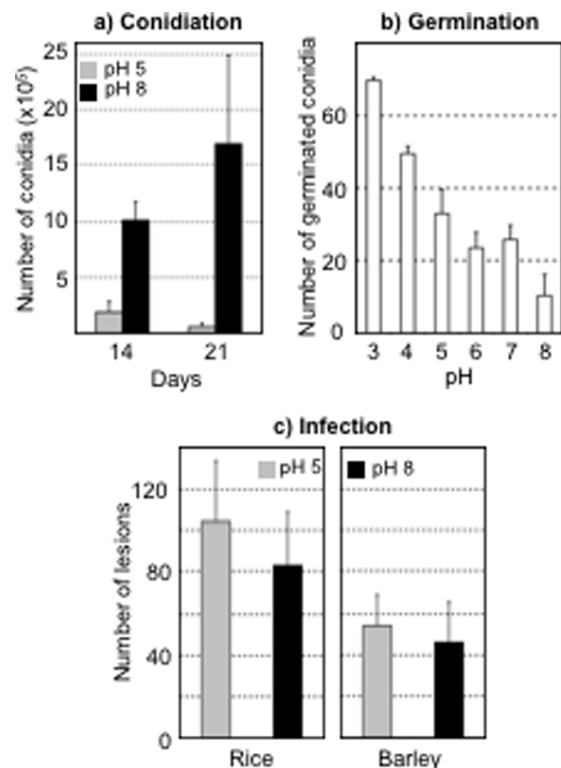 a) Conidiation
Number of conidia (x10⁵)
25
20
15
10
5
pH 5
pH 8
14 21
Days
b) Germination
Number of germinated conidia
60
40
20
0
3 4 5 6 7 8
pH
c) Infection
Number of lesions
120
80
40
0
pH 5
pH 8
Rice
Barley